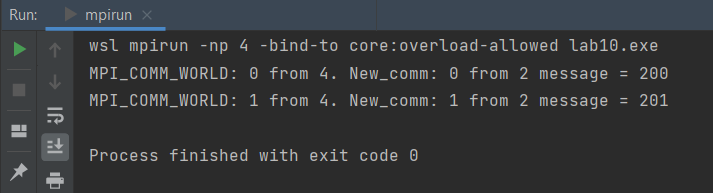 Run: mpirun
wsl mpirun -np 4 -bind-to core:overload-allowed lab10.exe
MPI_COMM_WORLD: 0 from 4. New_comm: 0 from 2 message = 200
MPI_COMM_WORLD: 1 from 4. New_comm: 1 from 2 message = 201
Process finished with exit code 0